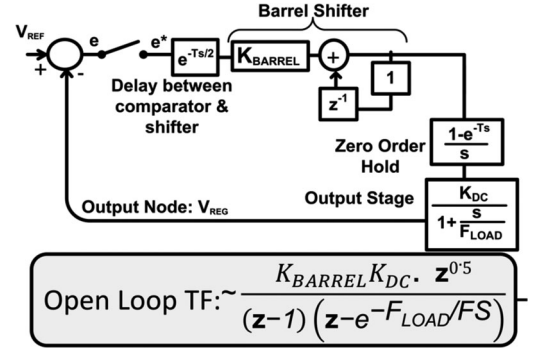 Barrel Shifter
V_REF
e
e*
+
-
e^-Ts/2
K_BARREL
+
1
z^-1
Delay between
comparator &
shifter
Zero Order
Hold
1-e^-Ts
s
Output Stage
K_DC
1+ s
F_LOAD
Output Node: V_REG
Open Loop TF:~ K_BARREL K_DC . z^0.5
(z-1) (z-e^-F_LOAD/FS)